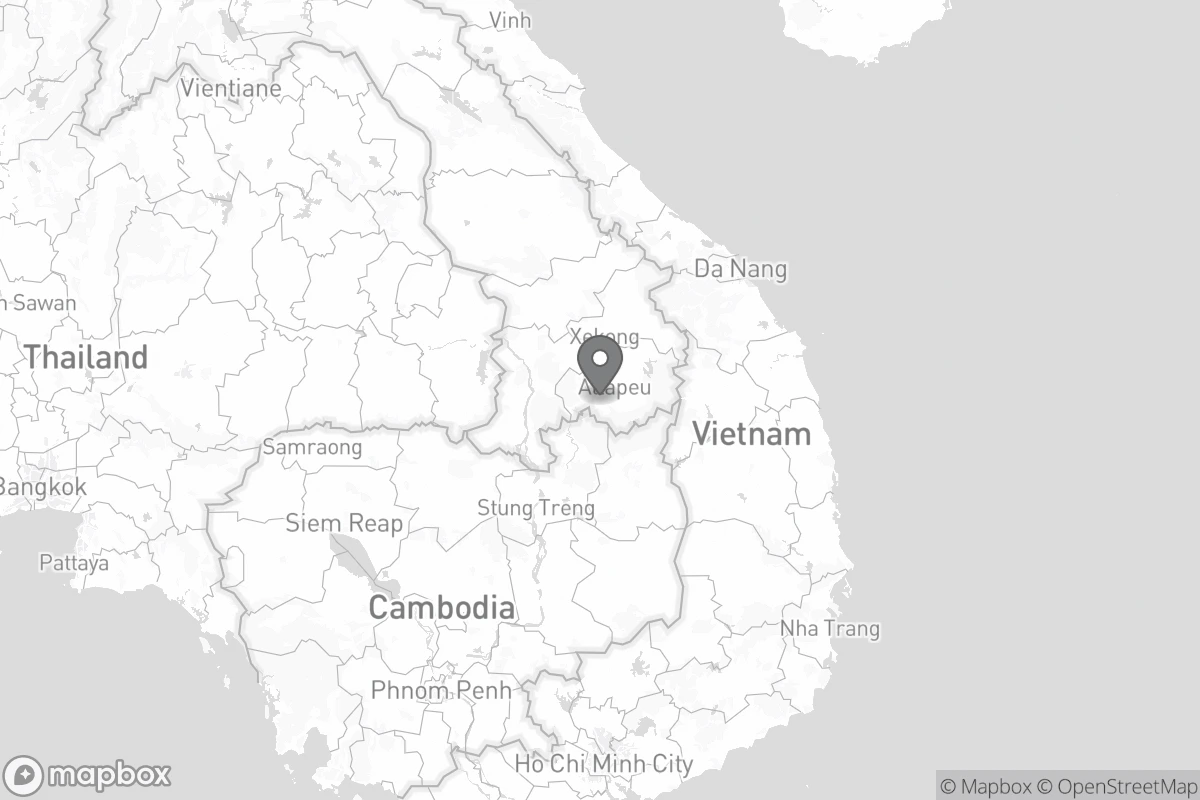 Vinh
Vientiane
Da Nang
n Sawan
Xekong
Thailand
Attapeu
Vietnam
Samraong
Bangkok
Stung Treng
Siem Reap
Pattaya
Cambodia
Nha Trang
Phnom Penh
Ho Chi Minh City
mapbox
© Mapbox © OpenStreetMap